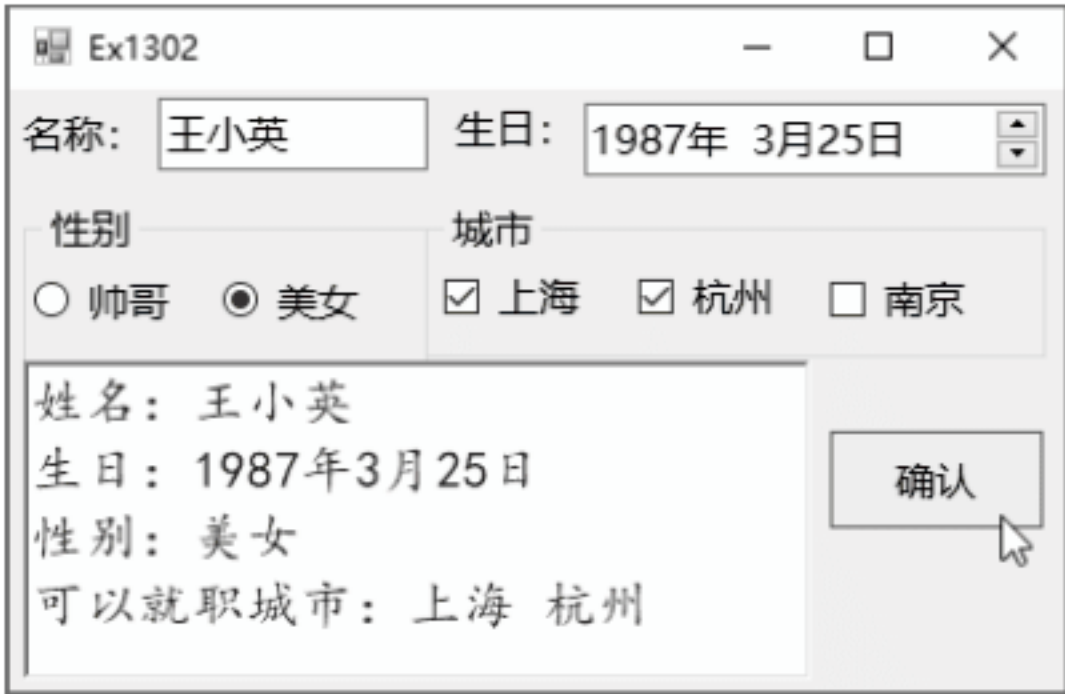 Ex1302
名称： 王小英 生日： 1987年 3月25日
性别 城市
帅哥 美女 上海 杭州 南京
姓名：王小英
生日：1987年3月25日
性别：美女
可以就职城市：上海 杭州
确认